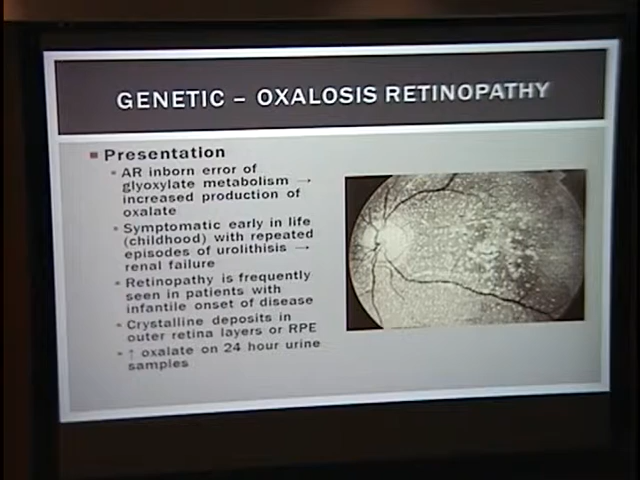 GENETIC – OXALOSIS RETINOPATHY
Presentation
AR inborn error of
glyoxylate metabolism →
increased production of
oxalate
Symptomatic early in life
(childhood) with repeated
episodes of urolithisis →
renal failure
Retinopathy is frequently
seen in patients with
infantile onset of disease
Crystalline deposits in
outer retina layers or RPE
↑ oxalate on 24 hour urine
samples